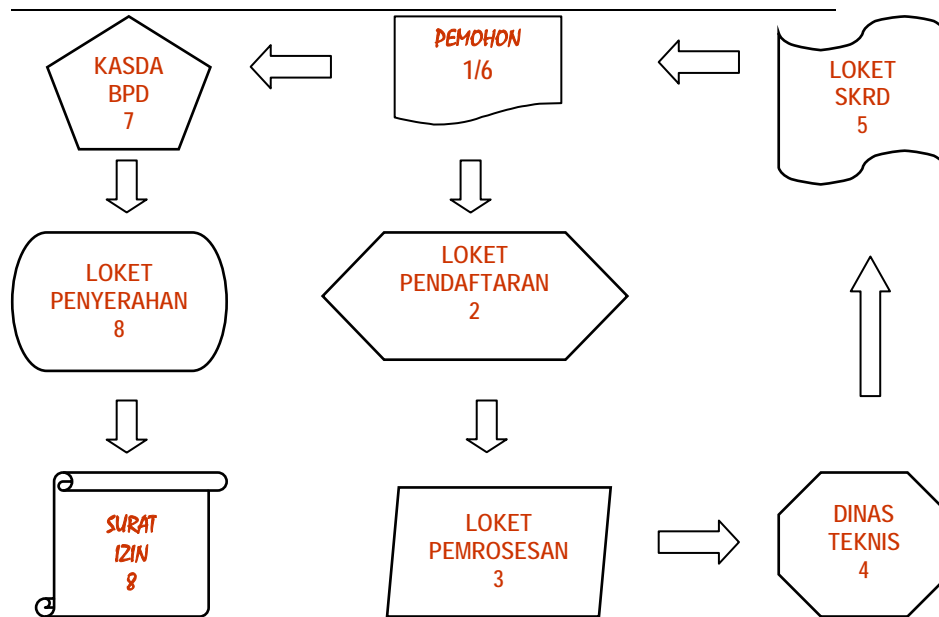 KASDA
BPD
7
PEMOHON
1/6
LOKET
SKRD
5
LOKET
PENYERAHAN
8
LOKET
PENDAFTARAN
2
SURAT
IZIN
8
LOKET
PEMROSESAN
3
DINAS
TEKNIS
4